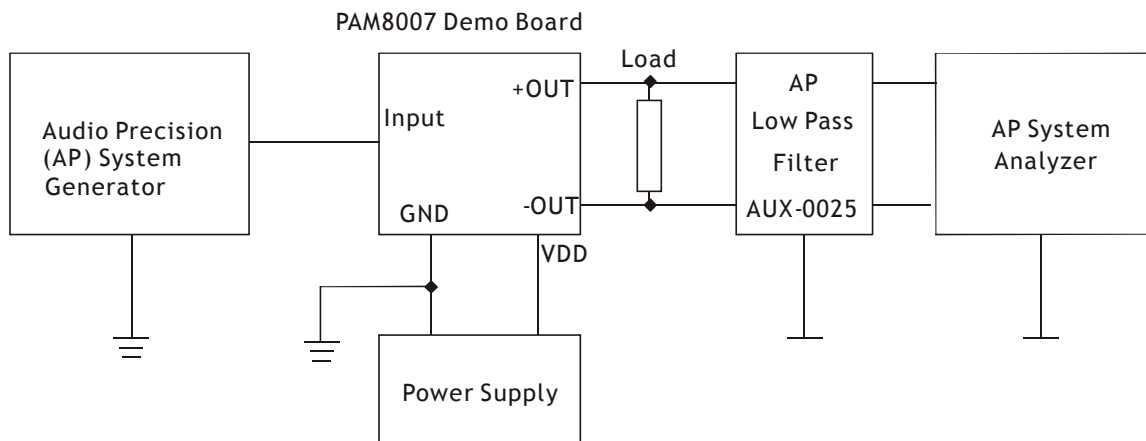 PAM8007 Demo Board
Audio Precision
(AP) System
Generator
Input
+OUT
-OUT
GND
VDD
Load
AP
Low Pass
Filter
AUX-0025
AP System
Analyzer
Power Supply